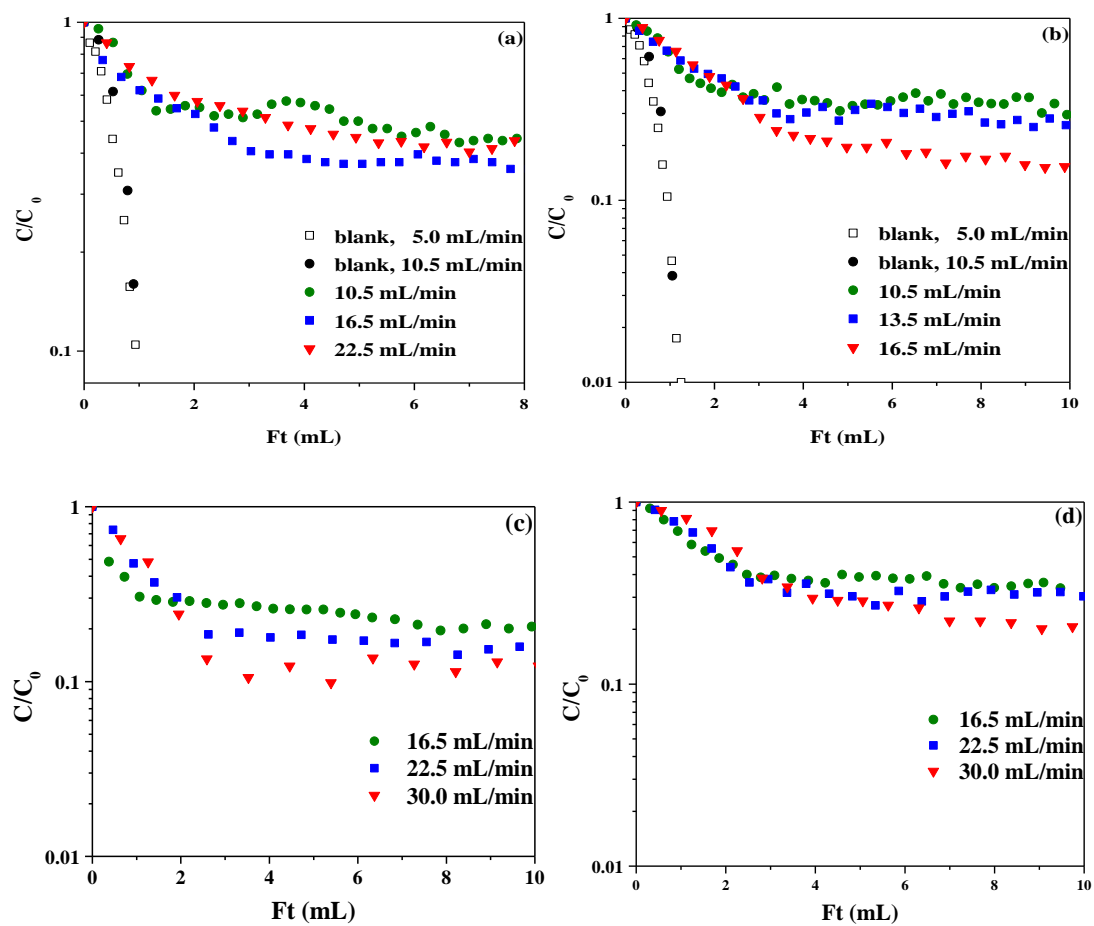 (a)
1
0.1
C/C0
blank, 5.0 mL/min
blank, 10.5 mL/min
10.5 mL/min
16.5 mL/min
22.5 mL/min
0 2 4 6 8
Ft (mL)
(b)
1
0.1
0.01
C/C0
blank, 5.0 mL/min
blank, 10.5 mL/min
10.5 mL/min
13.5 mL/min
16.5 mL/min
0 2 4 6 8 10
Ft (mL)
(c)
1
0.1
0.01
C/C0
16.5 mL/min
22.5 mL/min
30.0 mL/min
0 2 4 6 8 10
Ft (mL)
(d)
1
0.1
0.01
C/C0
16.5 mL/min
22.5 mL/min
30.0 mL/min
0 2 4 6 8 10
Ft (mL)